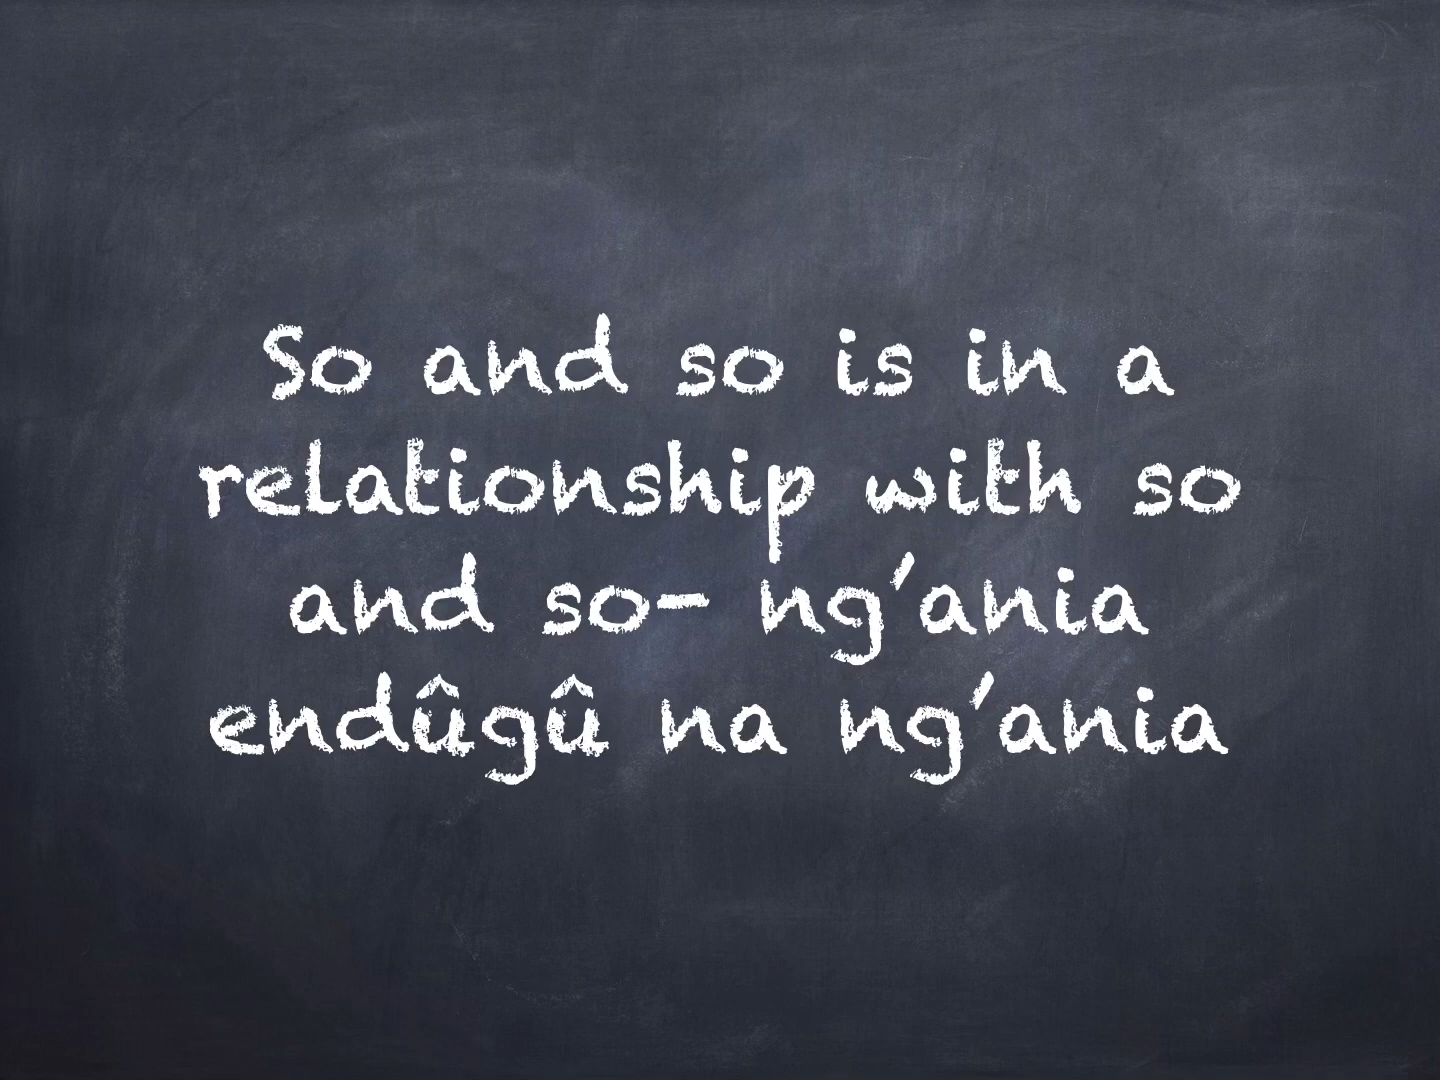 So and so is in a
relationship with so
and so- ng'ania
endûgû na ng'ania